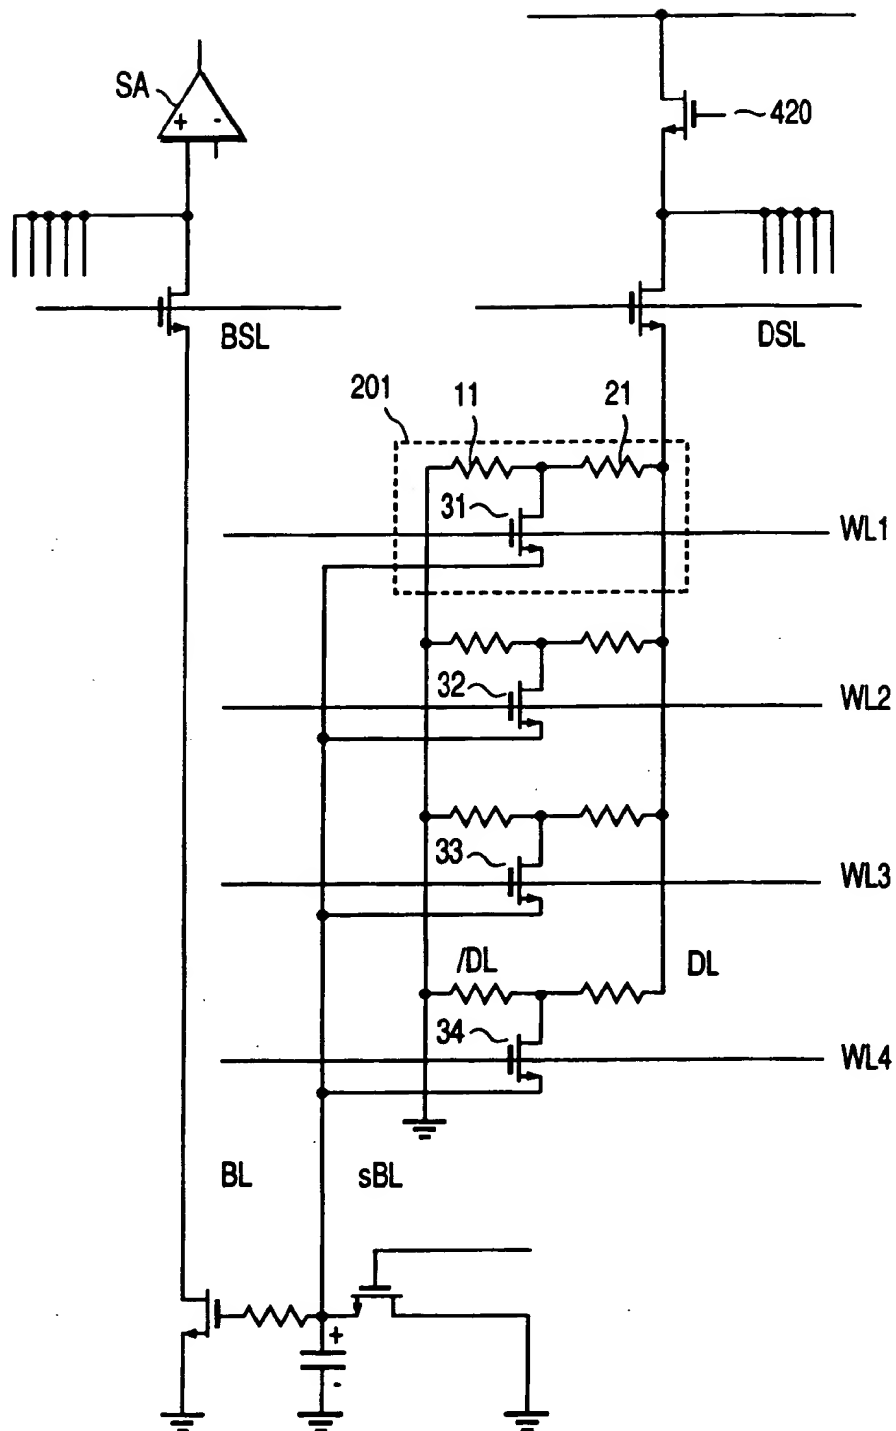 SA
+ -
420
BSL
DSL
201
11
21
31
WL1
32
WL2
33
WL3
/DL
DL
34
WL4
BL
sBL
+
-